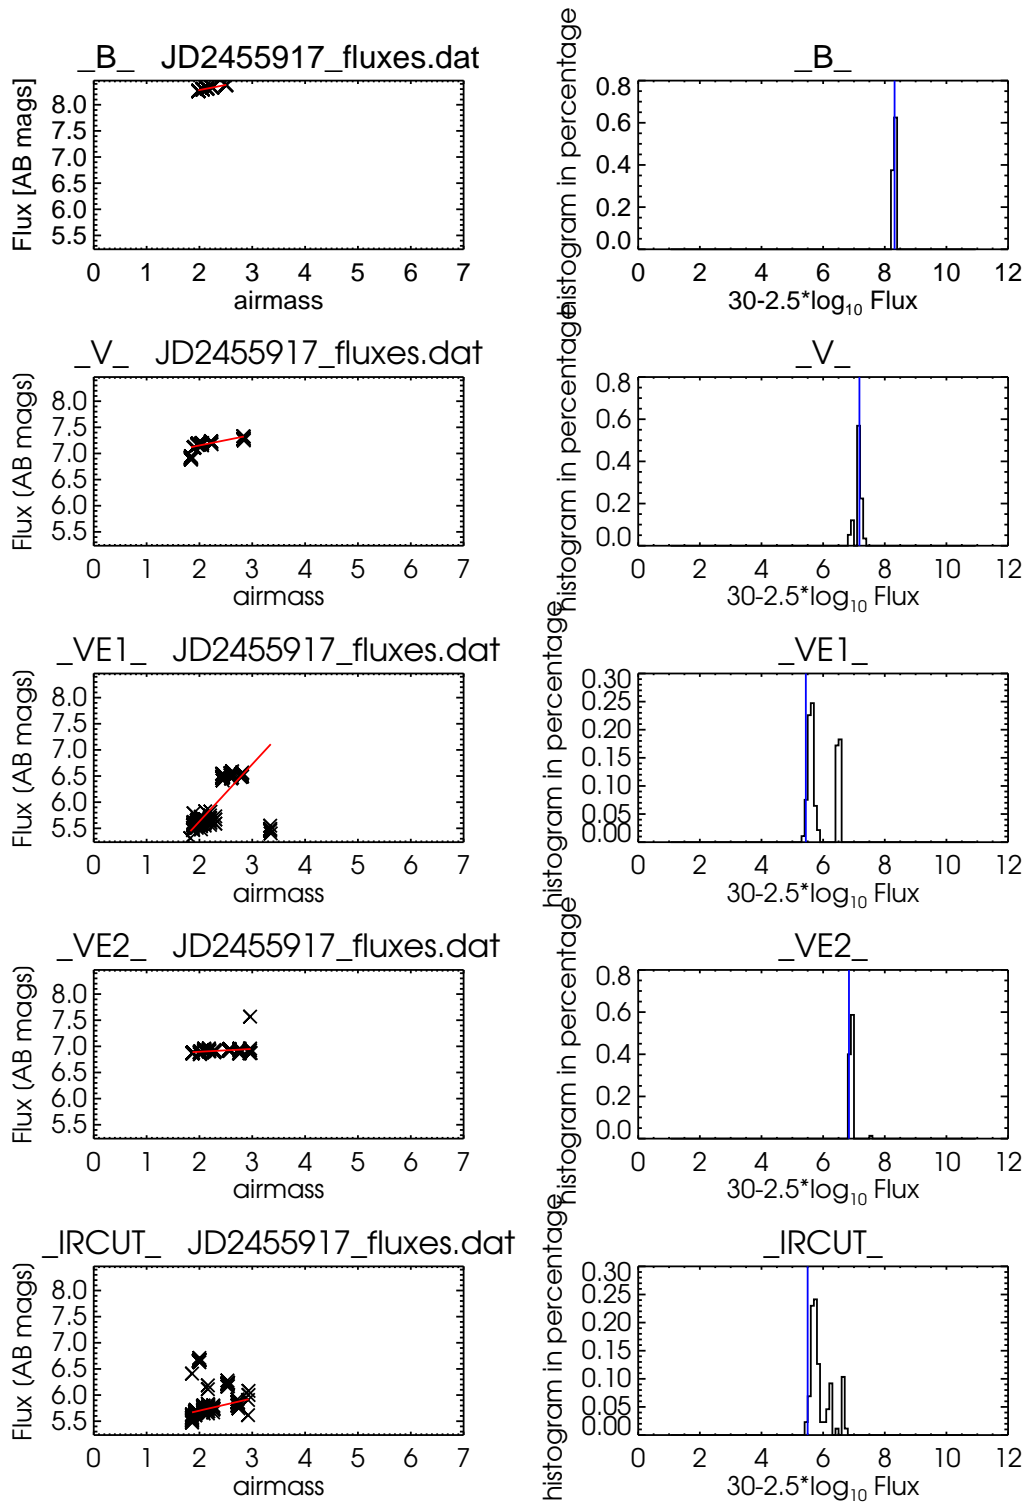 _B_ JD2455917_fluxes.dat
Flux [AB mags]
8.0
7.5
7.0
6.5
6.0
5.5
0 1 2 3 4 5 6 7
airmass
_B_
histogram in percentage
0.8
0.6
0.4
0.2
0.0
0 2 4 6 8 10 12
30-2.5*log10 Flux
_V_ JD2455917_fluxes.dat
Flux (AB mags)
8.0
7.5
7.0
6.5
6.0
5.5
0 1 2 3 4 5 6 7
airmass
_V_
histogram in percentage
0.8
0.6
0.4
0.2
0.0
0 2 4 6 8 10 12
30-2.5*log10 Flux
_VE1_ JD2455917_fluxes.dat
Flux (AB mags)
8.0
7.5
7.0
6.5
6.0
5.5
0 1 2 3 4 5 6 7
airmass
_VE1_
histogram in percentage
0.30
0.25
0.20
0.15
0.10
0.05
0.00
0 2 4 6 8 10 12
30-2.5*log10 Flux
_VE2_ JD2455917_fluxes.dat
Flux (AB mags)
8.0
7.5
7.0
6.5
6.0
5.5
0 1 2 3 4 5 6 7
airmass
_VE2_
histogram in percentage
0.8
0.6
0.4
0.2
0.0
0 2 4 6 8 10 12
30-2.5*log10 Flux
_IRCUT_ JD2455917_fluxes.dat
Flux (AB mags)
8.0
7.5
7.0
6.5
6.0
5.5
0 1 2 3 4 5 6 7
airmass
_IRCUT_
histogram in percentage
0.30
0.25
0.20
0.15
0.10
0.05
0.00
0 2 4 6 8 10 12
30-2.5*log10 Flux